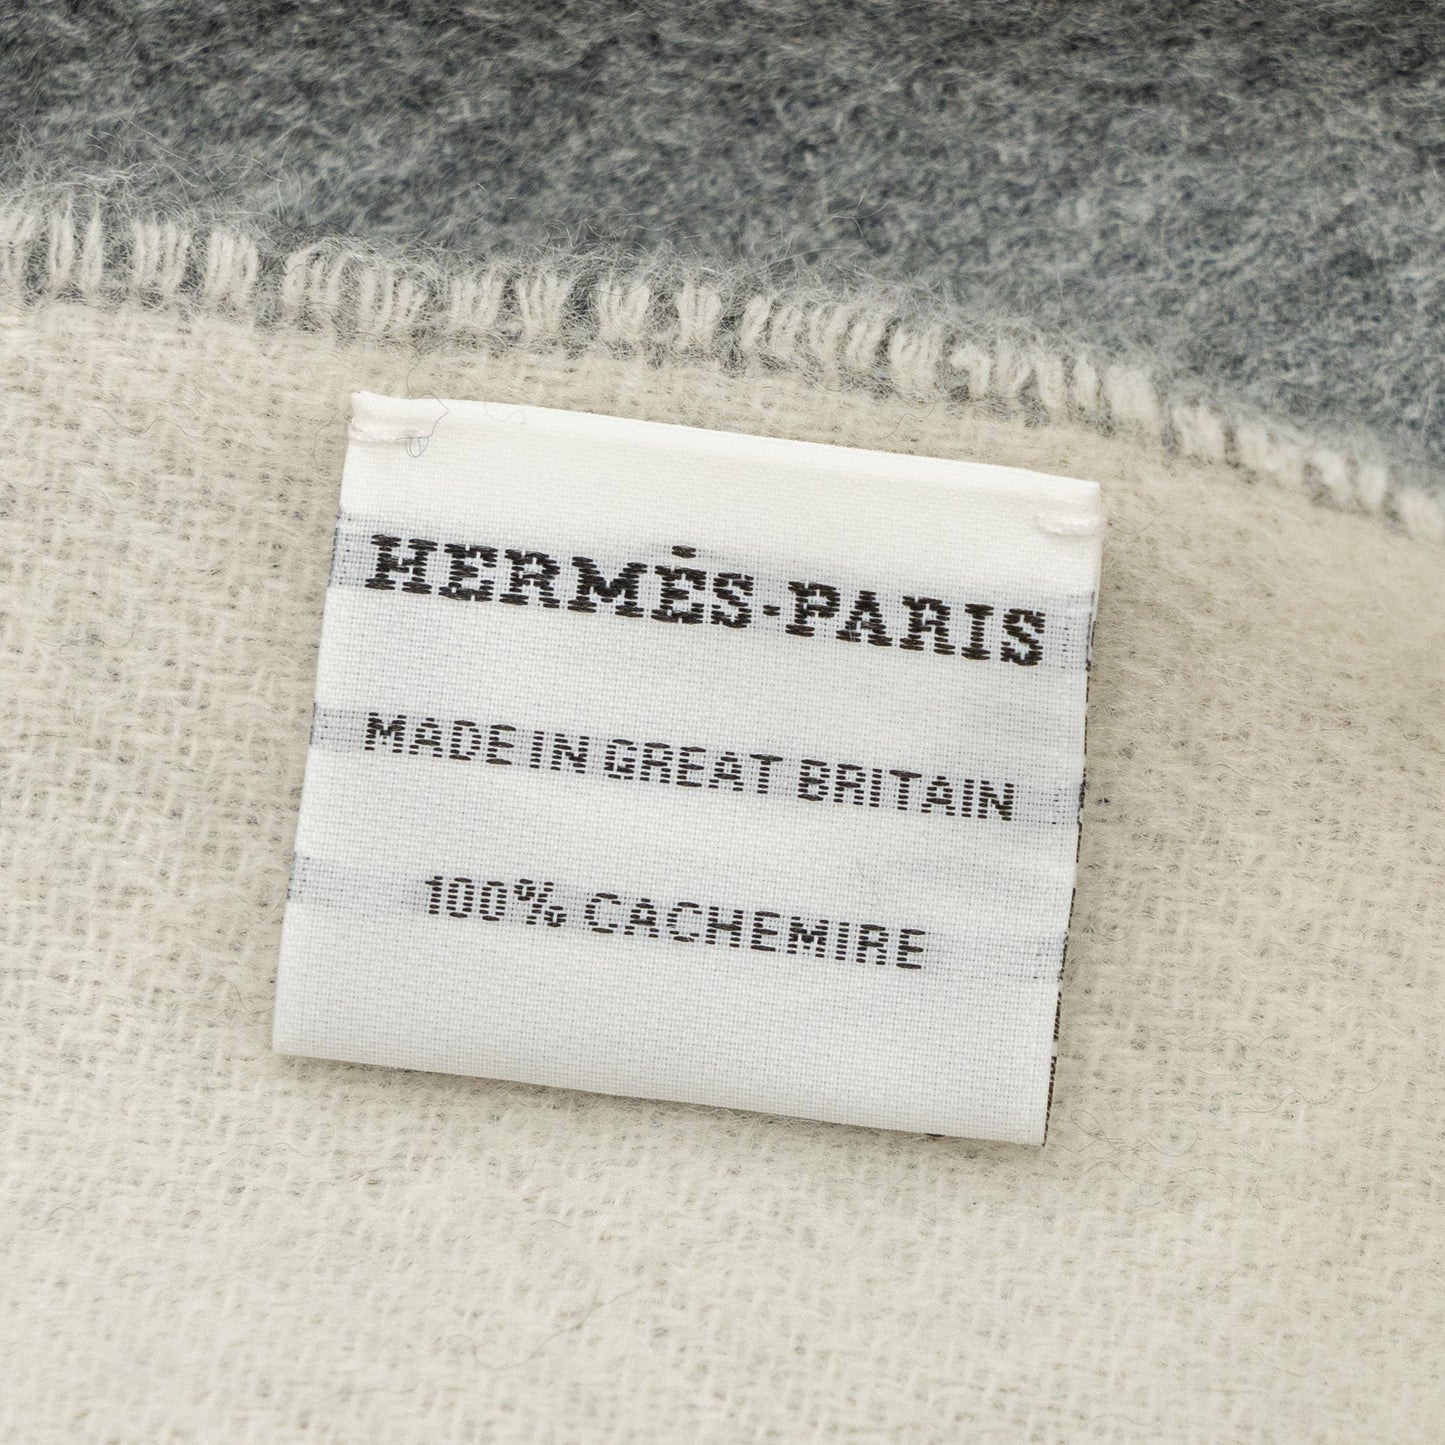 HERMÈS·PARIS
MADE IN GREAT BRITAIN
100% CACHEMIRE